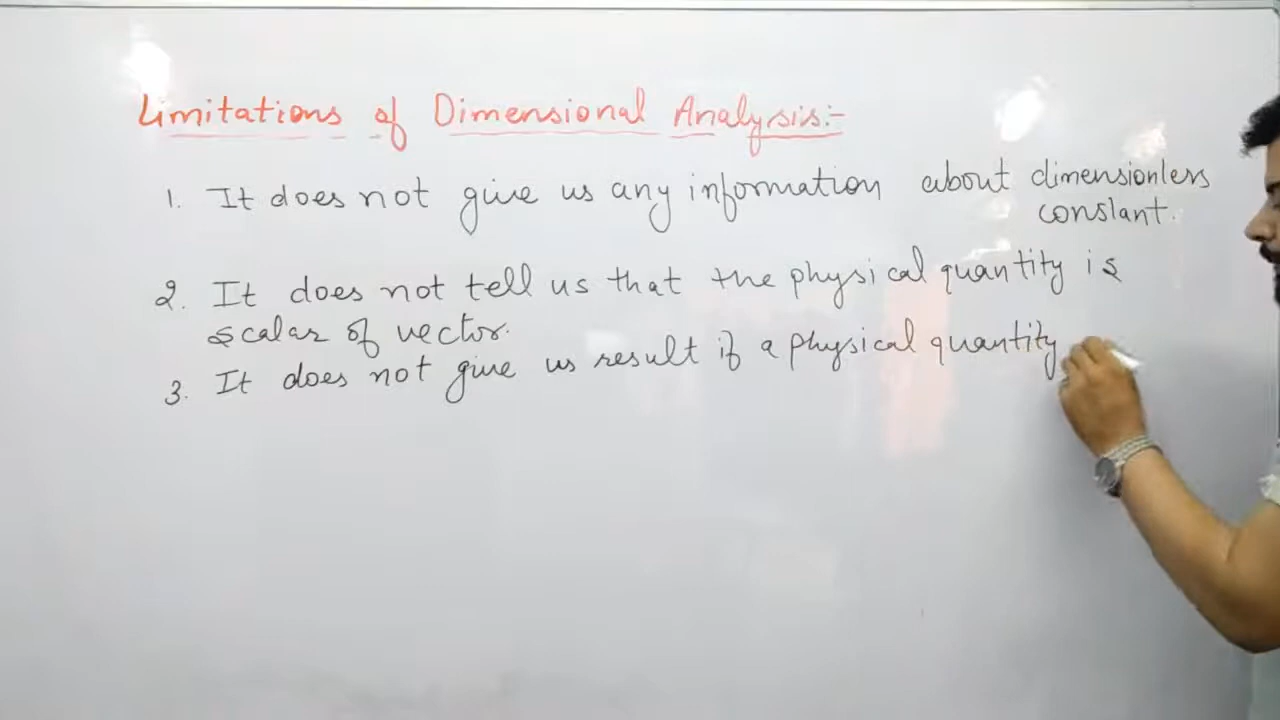 Limitations of Dimensional Analysis:-
1. It does not give us any information about dimensionless
constant.
2. It does not tell us that the physical quantity is
scalar of vector.
3. It does not give us result if a physical quantity